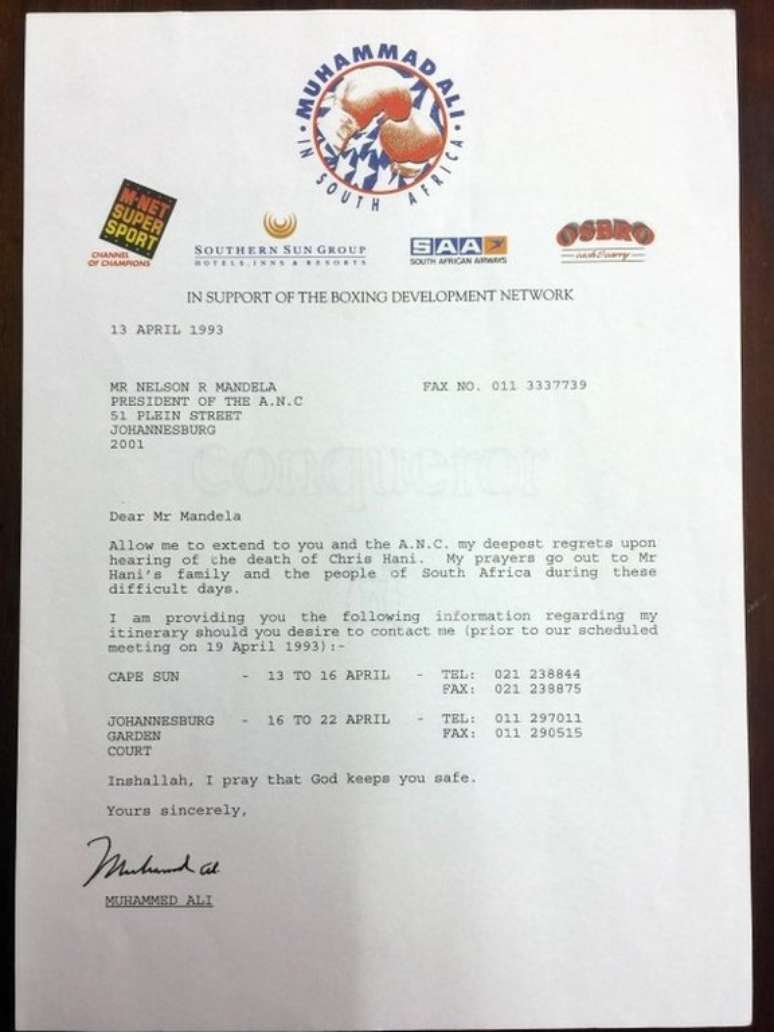 MUHAMMAD ALI
IN SOUTH AFRICA
M-NET
SUPER
SPORT
CHANNEL
OF CHAMPIONS
SOUTHERN SUN GROUP
HOTELS, INNS & RESORTS
SAA
SOUTH AFRICAN AIRWAYS
OSBRO
cash & carry
IN SUPPORT OF THE BOXING DEVELOPMENT NETWORK
13 APRIL 1993
MR NELSON R MANDELA FAX NO. 011 3337739
PRESIDENT OF THE A.N.C
51 PLEIN STREET
JOHANNESBURG
2001
conqueror
Dear Mr Mandela
Allow me to extend to you and the A.N.C. my deepest regrets upon
hearing of the death of Chris Hani. My prayers go out to Mr
Hani's family and the people of South Africa during these
difficult days.
I am providing you the following information regarding my
itinerary should you desire to contact me (prior to our scheduled
meeting on 19 April 1993):-
CAPE SUN - 13 TO 16 APRIL - TEL: 021 238844
FAX: 021 238875
JOHANNESBURG - 16 TO 22 APRIL - TEL: 011 297011
GARDEN FAX: 011 290515
COURT
Inshallah, I pray that God keeps you safe.
Yours sincerely,
Muhammad Ali
MUHAMMED ALI